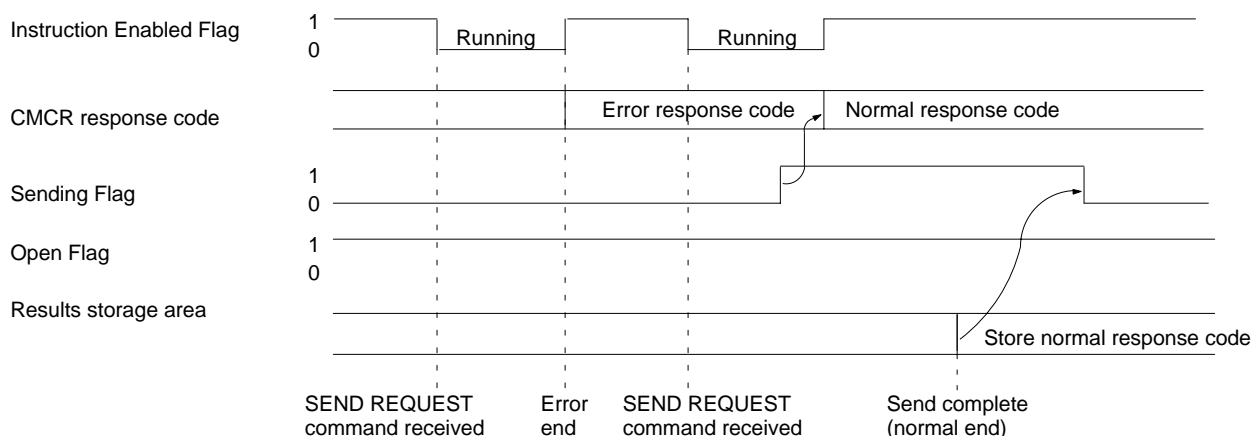 Instruction Enabled Flag
1
0
Running
Running
CMCR response code
Error response code
Normal response code
Sending Flag
1
0
Open Flag
1
0
Results storage area
Store normal response code
SEND REQUEST
command received
Error
end
SEND REQUEST
command received
Send complete
(normal end)